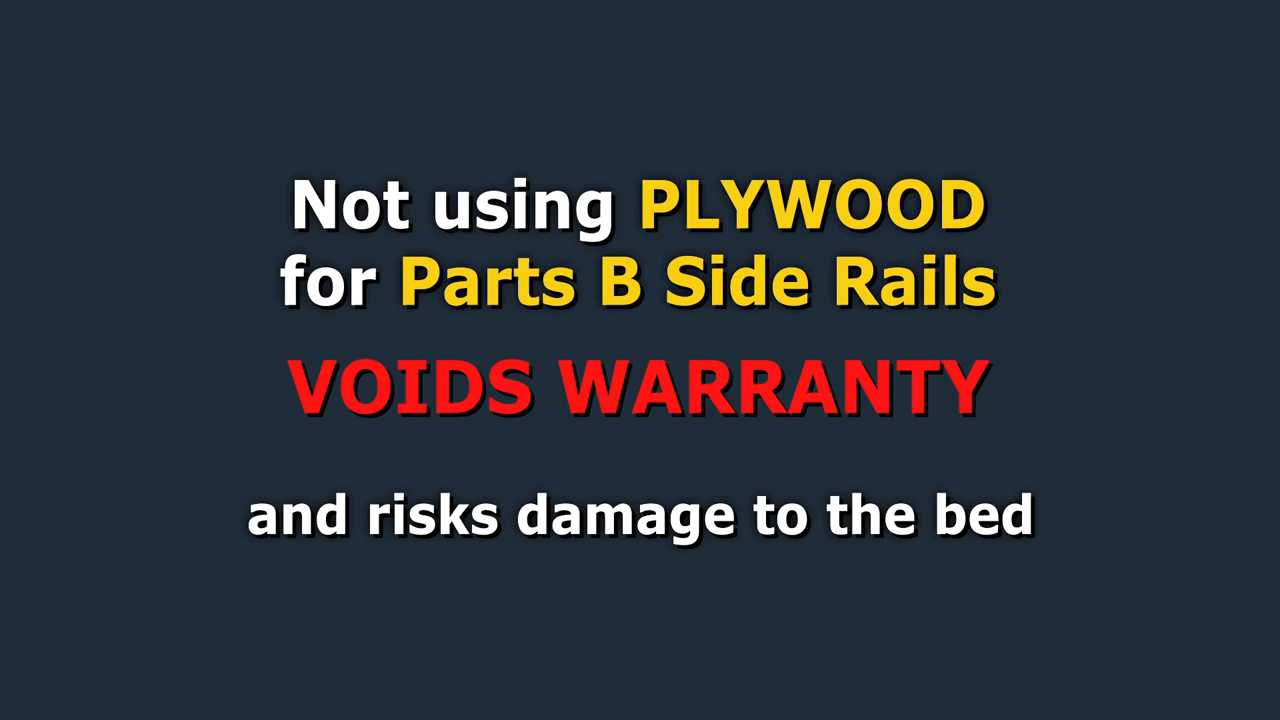 Not using PLYWOOD
for Parts B Side Rails
VOIDS WARRANTY
and risks damage to the bed